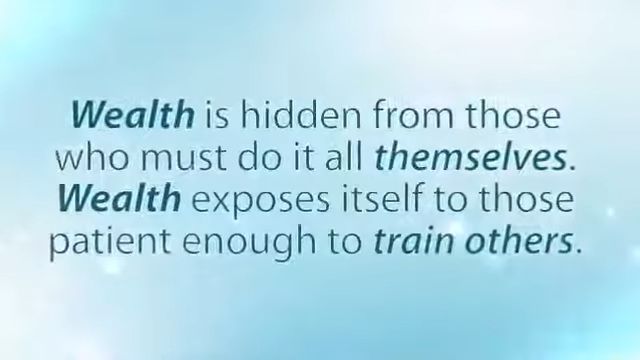 Wealth is hidden from those
who must do it all themselves.
Wealth exposes itself to those
patient enough to train others.